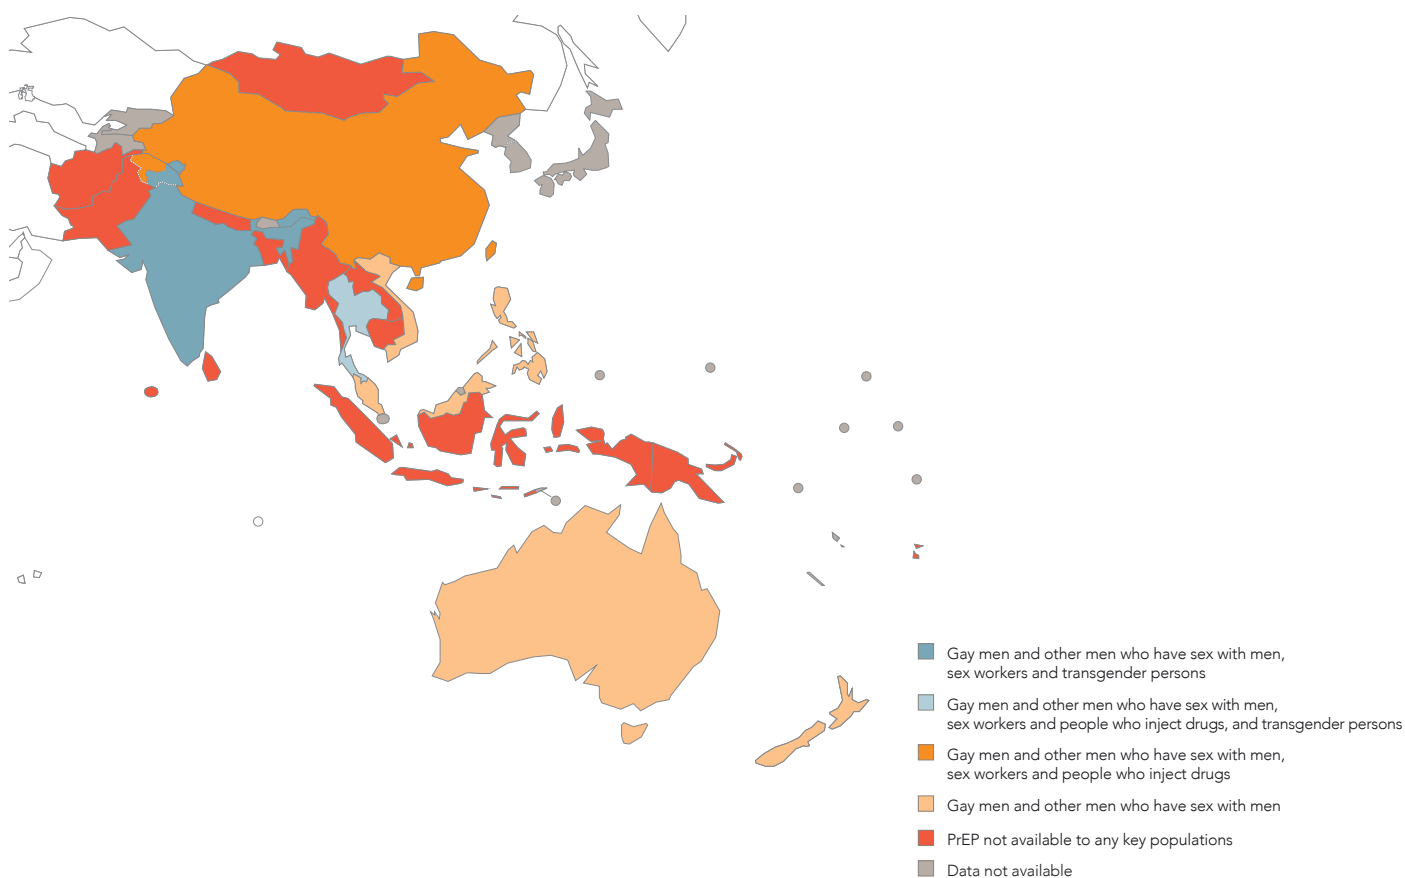 Gay men and other men who have sex with men,
sex workers and transgender persons
Gay men and other men who have sex with men,
sex workers and people who inject drugs, and transgender persons
Gay men and other men who have sex with men,
sex workers and people who inject drugs
Gay men and other men who have sex with men
PrEP not available to any key populations
Data not available